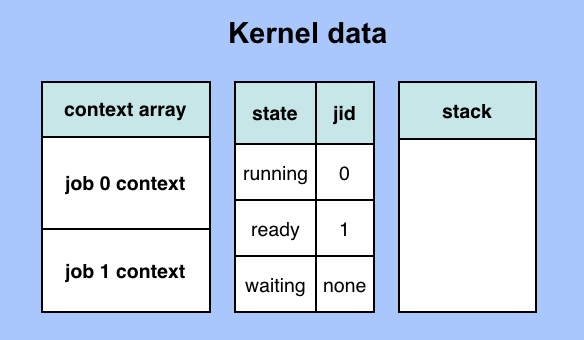 Kernel data
context array
job 0 context
job 1 context
state jid
running 0
ready 1
waiting none
stack